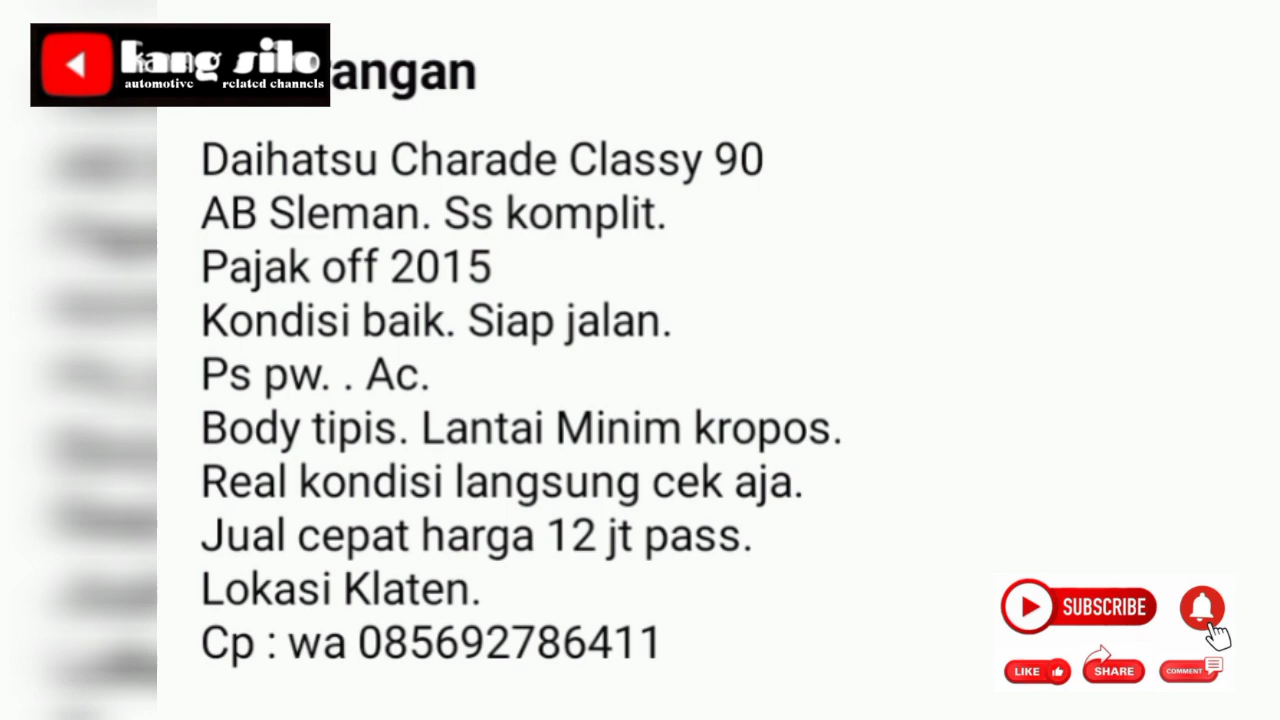 kang silo
automotive related channels
angan
Daihatsu Charade Classy 90
AB Sleman. Ss komplit.
Pajak off 2015
Kondisi baik. Siap jalan.
Ps pw. . Ac.
Body tipis. Lantai Minim kropos.
Real kondisi langsung cek aja.
Jual cepat harga 12 jt pass.
Lokasi Klaten.
Cp : wa 085692786411
SUBSCRIBE
LIKE SHARE COMMENT